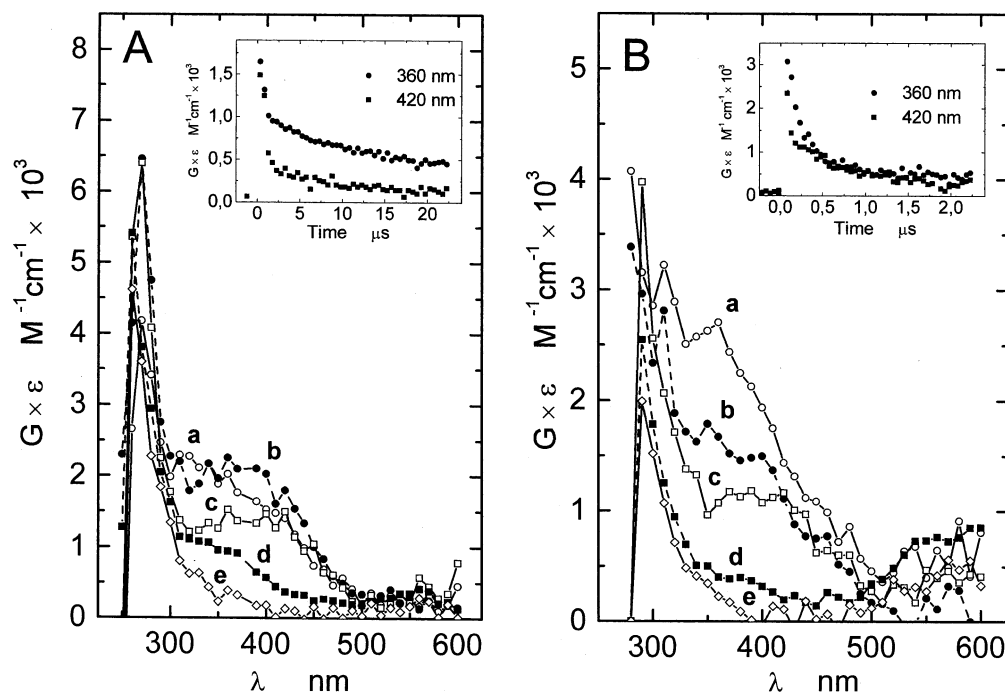 A
8
7
6
5
4
3
2
1
0
G × ε M⁻¹cm⁻¹ × 10³
300 400 500 600
λ nm
a
b
c
d
e
1,5
1,0
0,5
0,0
G × ε M⁻¹cm⁻¹ × 10³
0 5 10 15 20
Time μs
360 nm
420 nm
B
5
4
3
2
1
0
G × ε M⁻¹cm⁻¹ × 10³
300 400 500 600
λ nm
a
b
c
d
e
3
2
1
0
G × ε M⁻¹cm⁻¹ × 10³
0,0 0,5 1,0 1,5 2,0
Time μs
360 nm
420 nm